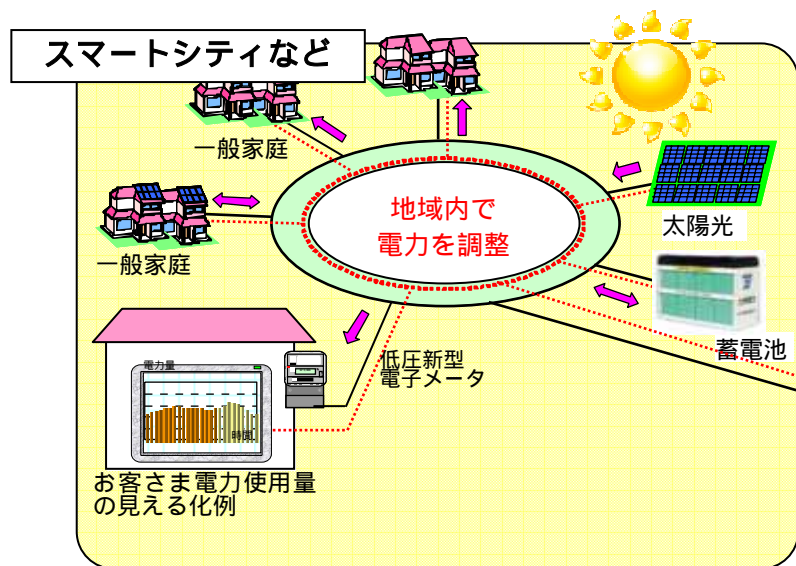 スマートシティなど
一般家庭
地域内で
電力を調整
太陽光
一般家庭
蓄電池
低圧新型
電子メータ
電力量
時間
お客さま電力使用量
の見える化例